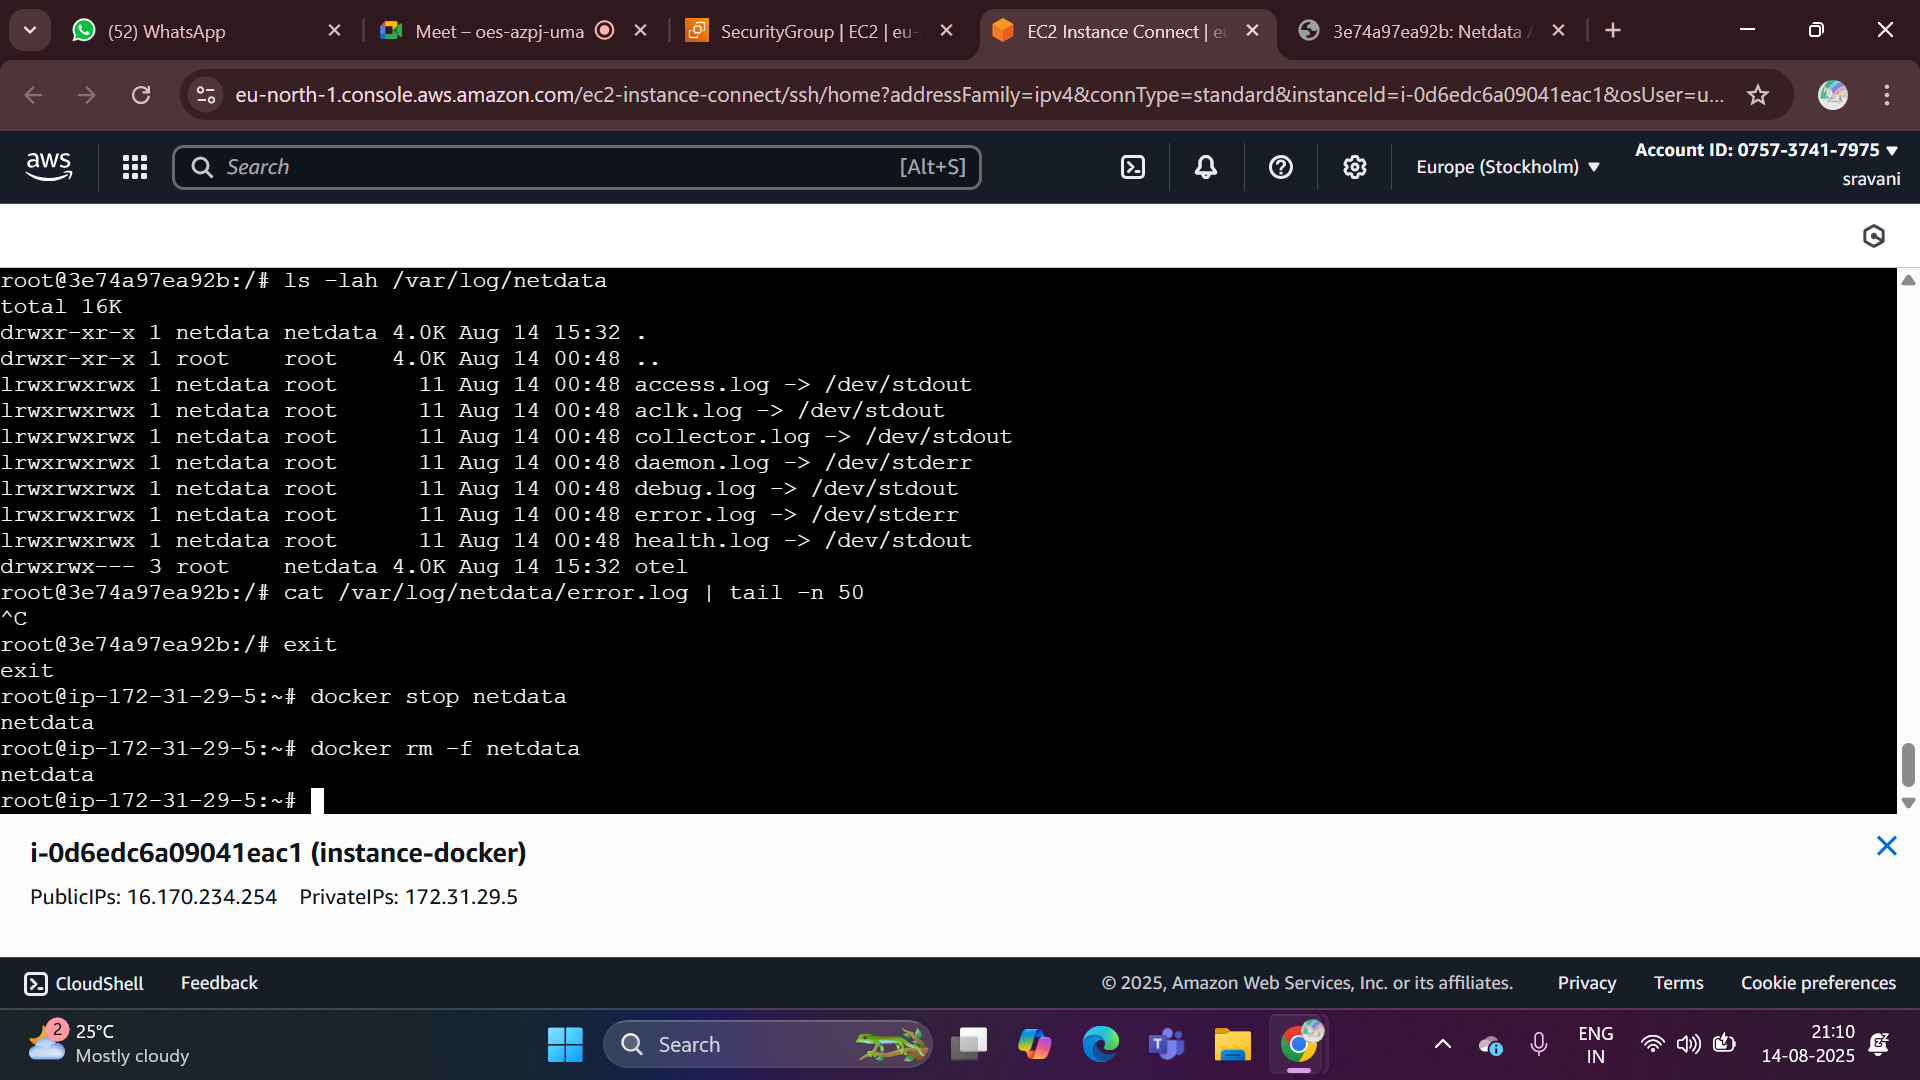 (52) WhatsApp
Meet – oes-azpj-uma
SecurityGroup | EC2 | eu-
EC2 Instance Connect | eu
3e74a97ea92b: Netdata
eu-north-1.console.aws.amazon.com/ec2-instance-connect/ssh/home?addressFamily=ipv4&connType=standard&instanceId=i-0d6edc6a09041eac1&osUser=u...
aws
Search
[Alt+S]
Europe (Stockholm)
Account ID: 0757-3741-7975
sravani
root@3e74a97ea92b:/# ls -lah /var/log/netdata
total 16K
drwxr-xr-x 1 netdata netdata 4.0K Aug 14 15:32 .
drwxr-xr-x 1 root    root    4.0K Aug 14 00:48 ..
lrwxrwxrwx 1 netdata root      11 Aug 14 00:48 access.log -> /dev/stdout
lrwxrwxrwx 1 netdata root      11 Aug 14 00:48 aclk.log -> /dev/stdout
lrwxrwxrwx 1 netdata root      11 Aug 14 00:48 collector.log -> /dev/stdout
lrwxrwxrwx 1 netdata root      11 Aug 14 00:48 daemon.log -> /dev/stderr
lrwxrwxrwx 1 netdata root      11 Aug 14 00:48 debug.log -> /dev/stdout
lrwxrwxrwx 1 netdata root      11 Aug 14 00:48 error.log -> /dev/stderr
lrwxrwxrwx 1 netdata root      11 Aug 14 00:48 health.log -> /dev/stdout
drwxrwx--- 3 root    netdata 4.0K Aug 14 15:32 otel
root@3e74a97ea92b:/# cat /var/log/netdata/error.log | tail -n 50
^C
root@3e74a97ea92b:/# exit
exit
root@ip-172-31-29-5:~# docker stop netdata
netdata
root@ip-172-31-29-5:~# docker rm -f netdata
netdata
root@ip-172-31-29-5:~#
i-0d6edc6a09041eac1 (instance-docker)
PublicIPs: 16.170.234.254 PrivateIPs: 172.31.29.5
CloudShell
Feedback
© 2025, Amazon Web Services, Inc. or its affiliates.
Privacy
Terms
Cookie preferences
2
25°C
Mostly cloudy
Search
ENG
IN
21:10
14-08-2025